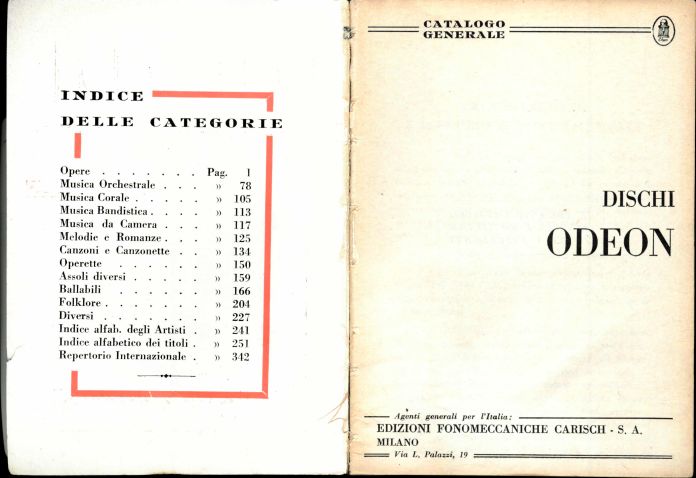 INDICE
DELLE CATEGORIE
Opere . . . . . . . Pag. 1
Musica Orchestrale . . . » 78
Musica Corale . . . . . » 105
Musica Bandistica . . . . » 113
Musica da Camera . . . » 117
Melodie e Romanze . . . » 125
Canzoni e Canzonette . . » 134
Operette . . . . . . » 150
Assoli diversi . . . . . » 159
Ballabili . . . . . . » 166
Folklore . . . . . . . » 204
Diversi . . . . . . . » 227
Indice alfab. degli Artisti . » 241
Indice alfabetico dei titoli . » 251
Repertorio Internazionale . » 342
CATALOGO
GENERALE
DISCHI
ODEON
Agenti generali per l'Italia:
EDIZIONI FONOMECCANICHE CARISCH - S. A.
MILANO
Via L. Palazzi, 19